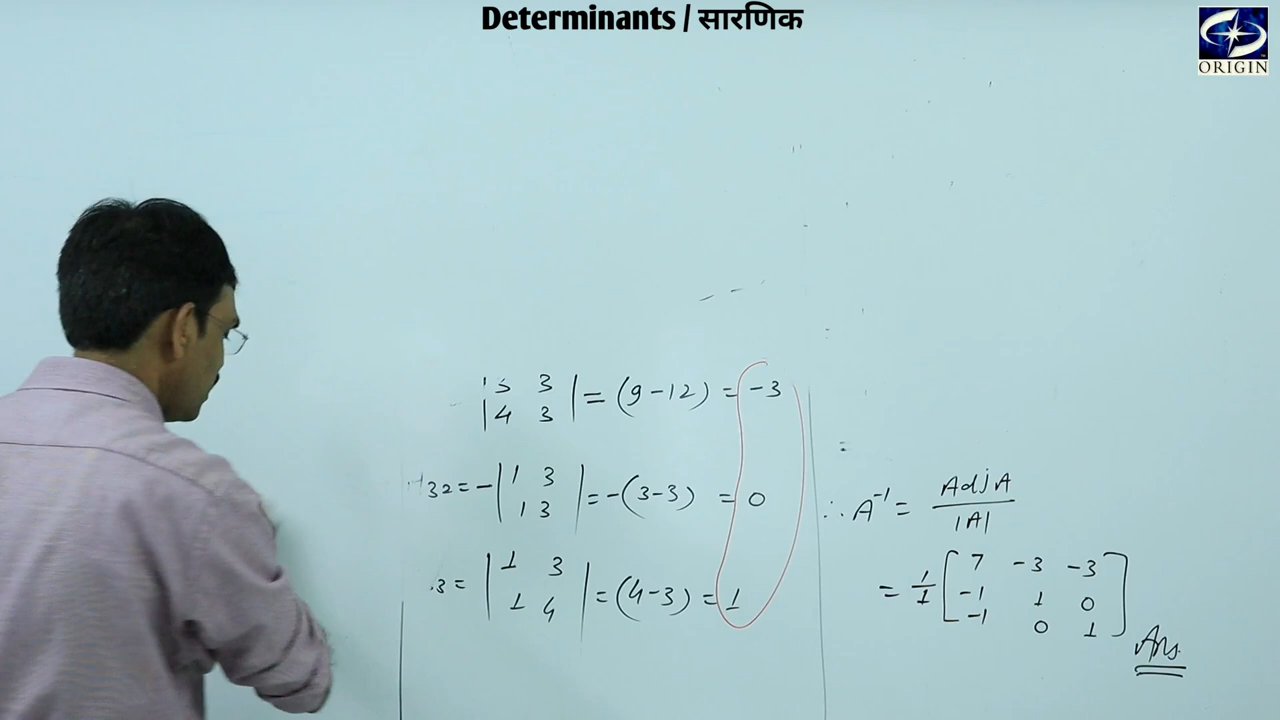 Determinants / सारणिक
ORIGIN
3 3
4 3 | = (9-12) = -3
32 = - | 1 3
1 3 | = -(3-3) = 0
3 = | 1 3
1 4 | = (4-3) = 1
=
∴ A⁻¹ = Adj A
|A|
= 1/1 [ 7 -3 -3
-1 1 0
-1 0 1 ]
Ans